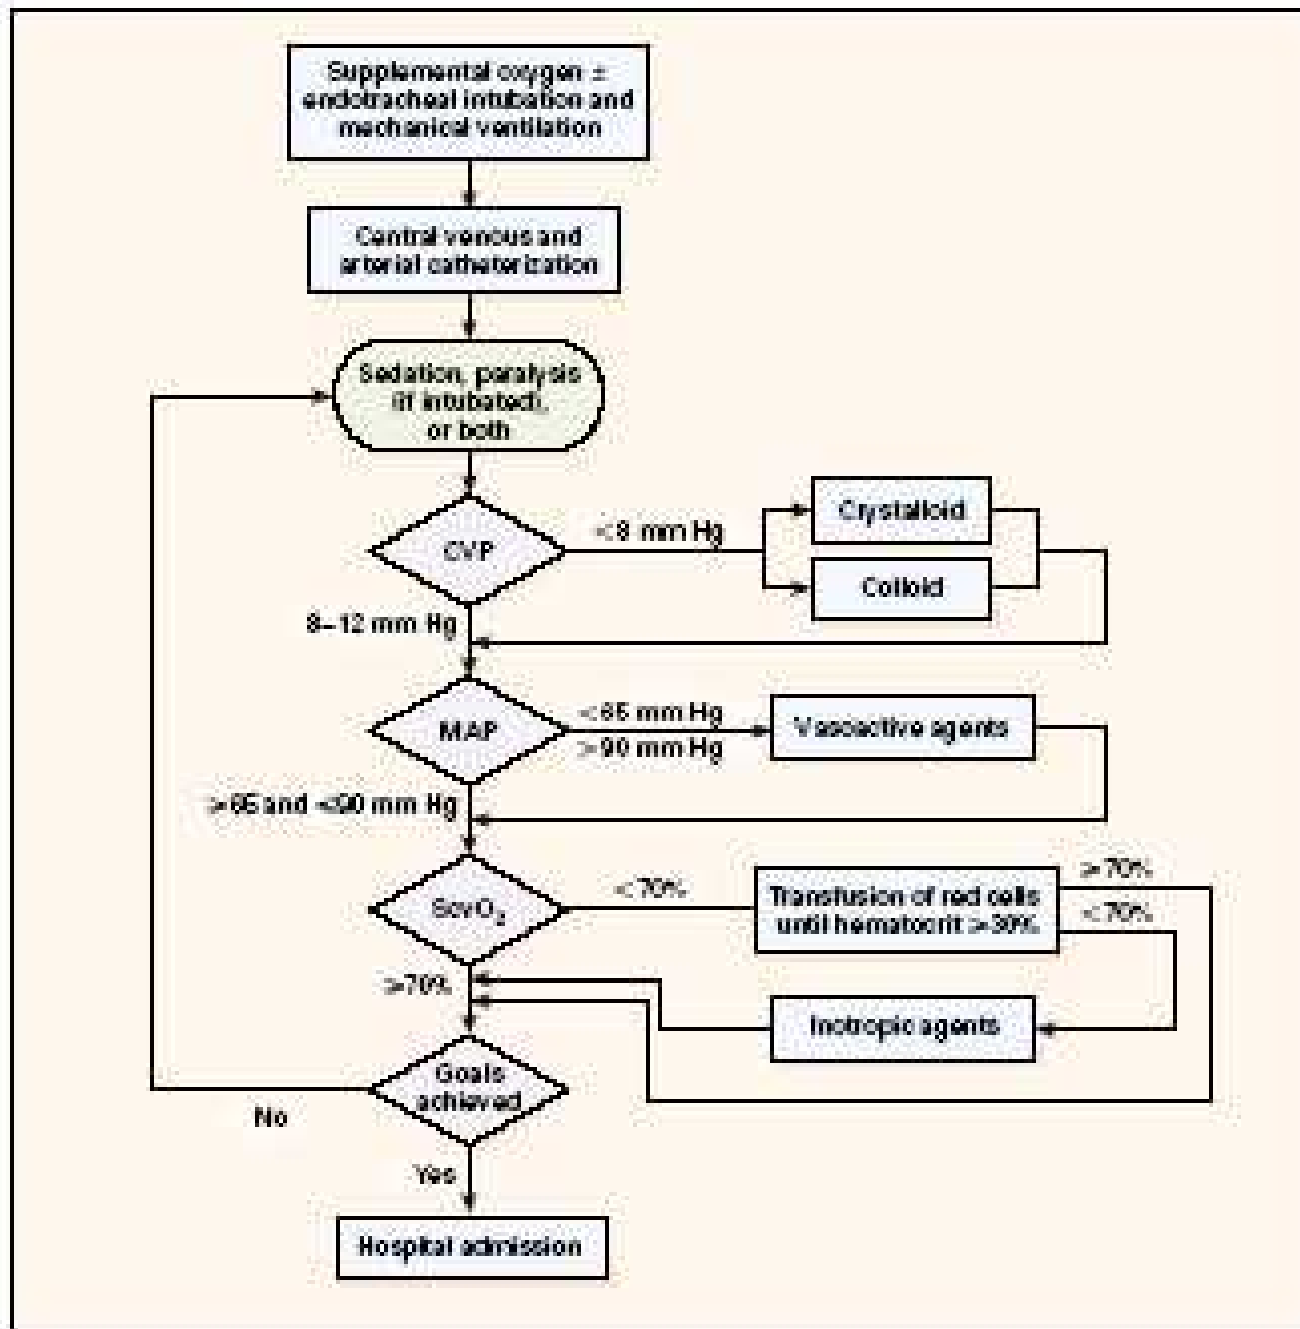 Supplemental oxygen ±
endotracheal intubation and
mechanical ventilation
Central venous and
arterial catheterization
Sedation, paralysis
(if intubated),
or both
CVP
<8 mm Hg
Crystalloid
Colloid
8–12 mm Hg
MAP
<65 mm Hg
>90 mm Hg
Vasoactive agents
≥65 and ≤90 mm Hg
ScvO₂
<70%
Transfusion of red cells
until hematocrit ≥30%
≥70%
<70%
≥70%
Inotropic agents
Goals
achieved
No
Yes
Hospital admission